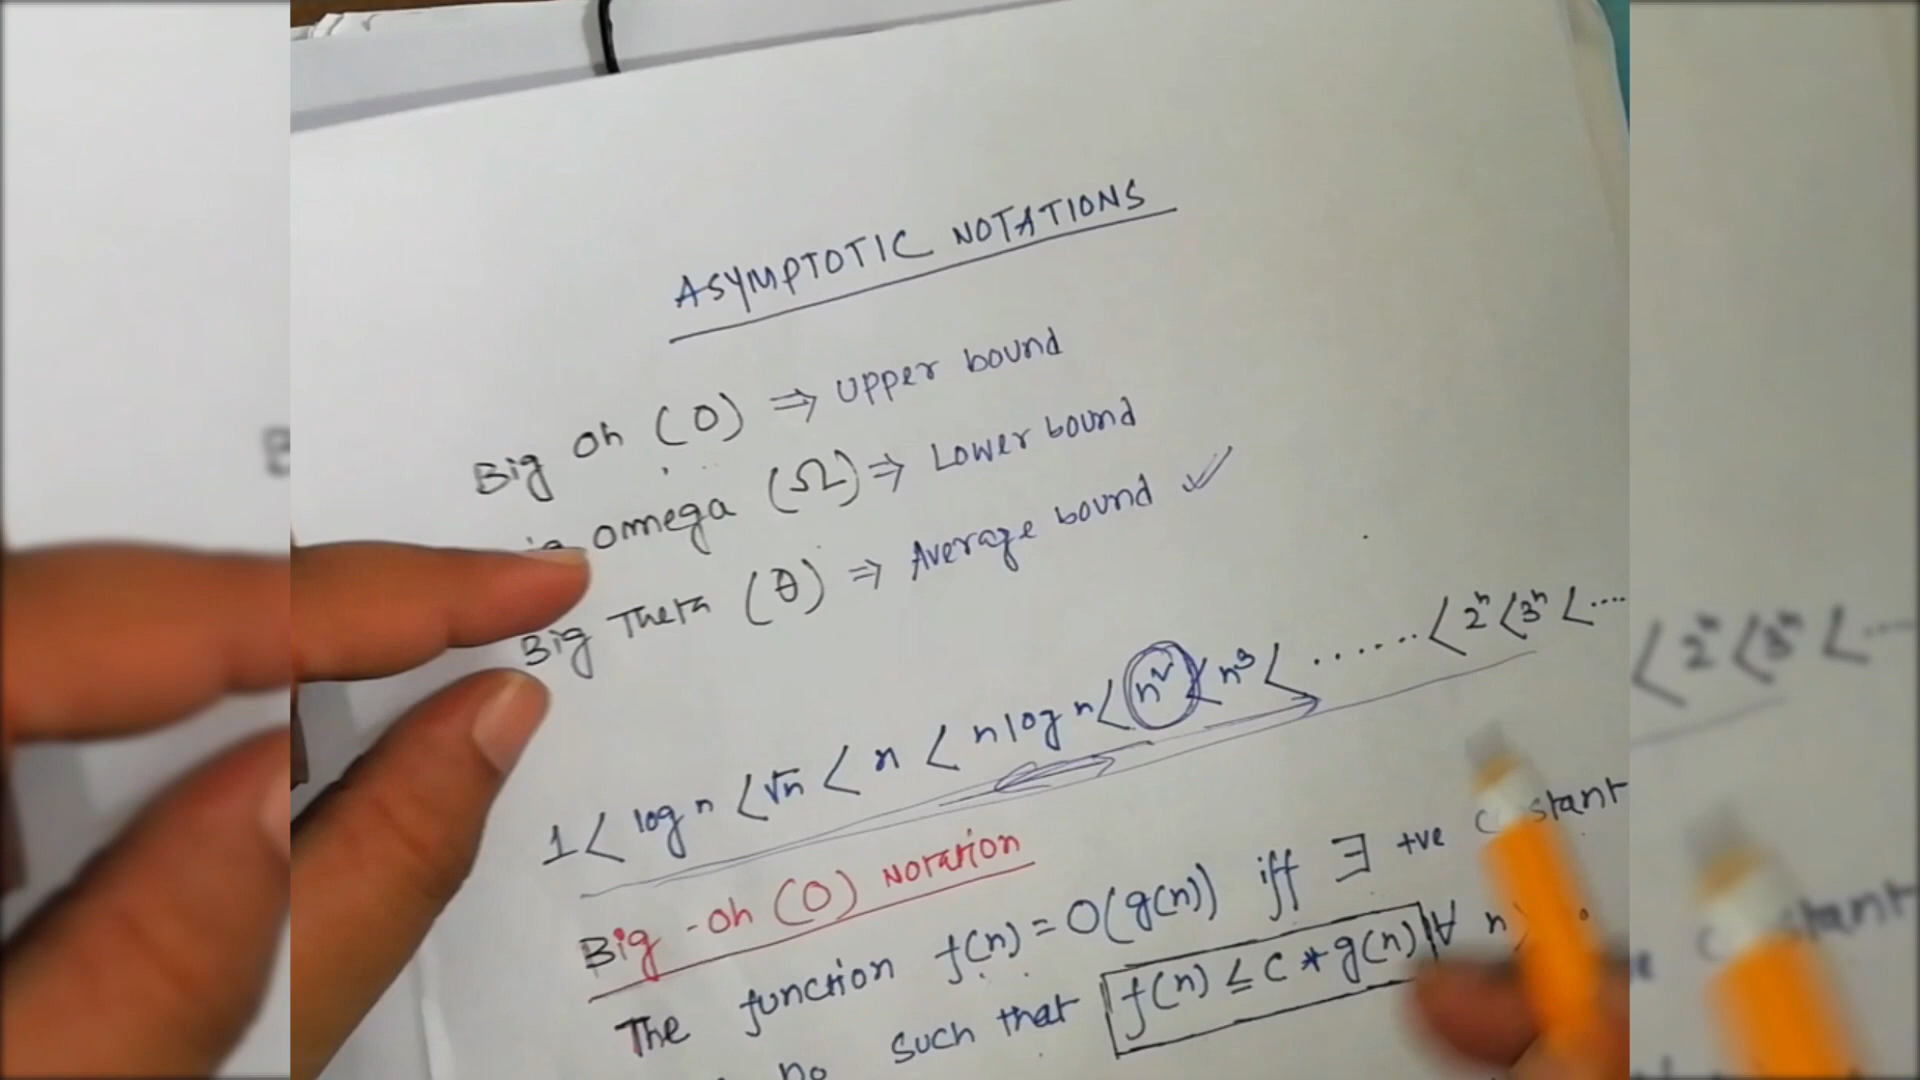 ASYMPTOTIC NOTATIONS
Big Oh (O) ⇒ Upper bound
omega (Ω) ⇒ Lower bound
Big Theta (θ) ⇒ Average bound ✓
1 < log n < √n < n < n log n < n² < n³ < ....... < 2ⁿ < 3ⁿ < ....
Big-Oh (O) Notation
The function f(n) = O(g(n)) iff ∃ +ve constant
no such that f(n) ≤ c * g(n) ∀ n